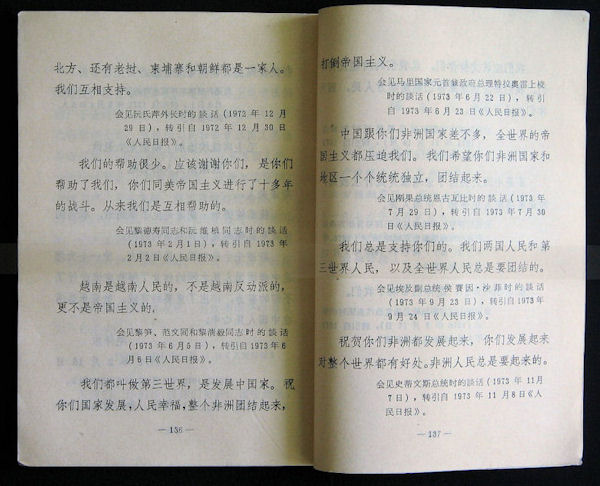 北方、还有老挝、柬埔寨和朝鲜都是一家人。
我们互相支持。
会见阮氏萍外长时的谈话(1972 年 12 月
29 日),转引自 1972 年 12 月 30 日
《人民日报》。
我们的帮助很少。应该谢谢你们,是你们
帮助了我们,你们同美帝国主义进行了十多年
的战斗。从来我们是互相帮助的。
会见黎德寿同志和阮维桢同志时的谈话
(1973 年 2 月 1 日),转引自 1973 年
2 月 2 日《人民日报》。
越南是越南人民的,不是越南反动派的,
更不是帝国主义的。
会见黎笋、范文同和黎清毅同志时的谈话
(1973 年 6 月 5 日),转引自 1973 年 6
月 6 日《人民日报》。
我们都叫做第三世界,是发展中国家。祝
你们国家发展,人民幸福,整个非洲团结起来,
— 136 —
打倒帝国主义。
会见马里国家元首兼政府总理特拉奥雷上校
时的谈话(1973 年 6 月 22 日),转引
自 1973 年 6 月 23 日《人民日报》。
中国跟你们非洲国家差不多,全世界的帝
国主义都压迫我们。我们希望你们非洲国家和
地区一个个统统独立,团结起来。
会见刚果总统恩古瓦比时的谈话(1973 年
7 月 29 日),转引自 1973 年 7 月 30
日《人民日报》。
我们总是支持你们的。我们两国人民和第
三世界人民,以及全世界人民总是要团结的。
会见埃及副总统侯赛因·沙菲时的谈话
(1973 年 9 月 23 日),转引自 1973 年
9 月 24 日《人民日报》。
祝贺你们非洲都发展起来,你们发展起来
对整个世界都有好处。非洲人民总是要起来的。
会见史蒂文斯总统时的谈话(1973 年 11 月
7 日),转引自 1973 年 11 月 8 日《人
民日报》。
— 137 —